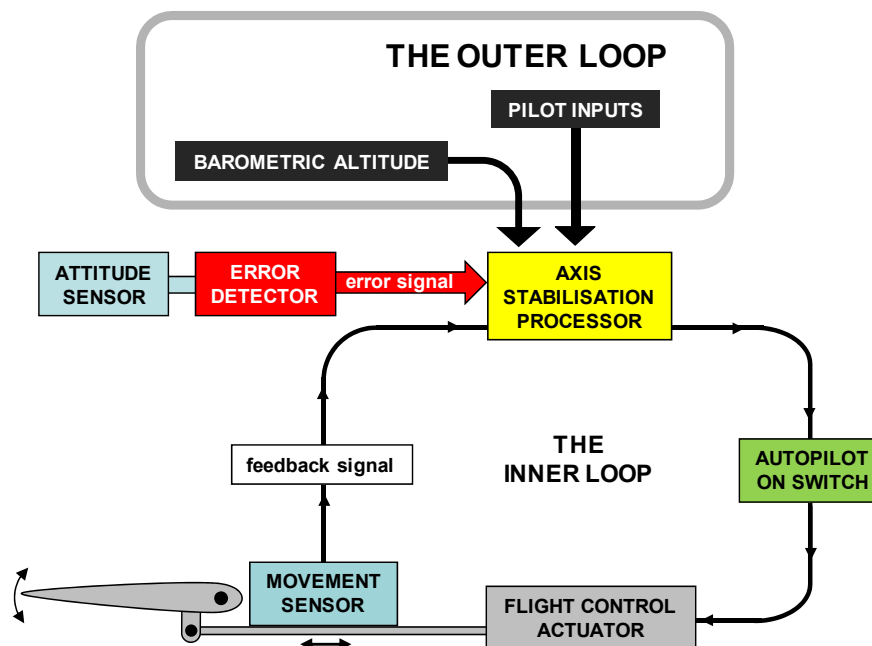 THE OUTER LOOP
PILOT INPUTS
BAROMETRIC ALTITUDE
ATTITUDE
SENSOR
ERROR
DETECTOR
error signal
AXIS
STABILISATION
PROCESSOR
feedback signal
THE
INNER LOOP
AUTOPILOT
ON SWITCH
MOVEMENT
SENSOR
FLIGHT CONTROL
ACTUATOR